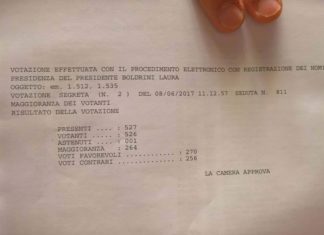 VOTAZIONE EFFETTUATA CON IL PROCEDIMENTO ELETTRONICO CON REGISTRAZIONE DEI NOMI
PRESIDENZA DEL PRESIDENTE BOLDRINI LAURA
OGGETTO: em. 1.512, 1.535
VOTAZIONE SEGRETA (N. 2 ) DEL 08/06/2017 11.12.57 SEDUTA N. 811
MAGGIORANZA DEI VOTANTI
RISULTATO DELLA VOTAZIONE
PRESENTI .... : 527
VOTANTI ..... : 526
ASTENUTI .... : 001
MAGGIORANZA : 264
VOTI FAVOREVOLI ............ : 270
VOTI CONTRARI .............. : 256
LA CAMERA APPROVA